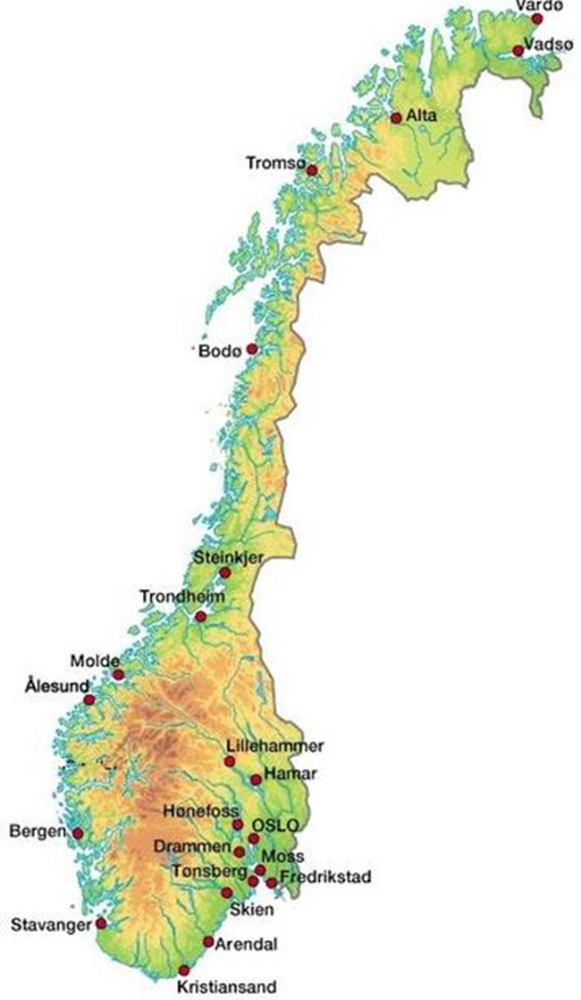 Vardø
Vadsø
Alta
Tromsø
Bodø
Steinkjer
Trondheim
Molde
Ålesund
Lillehammer
Hamar
Hønefoss
OSLO
Bergen
Drammen
Moss
Tønsberg
Fredrikstad
Skien
Stavanger
Arendal
Kristiansand